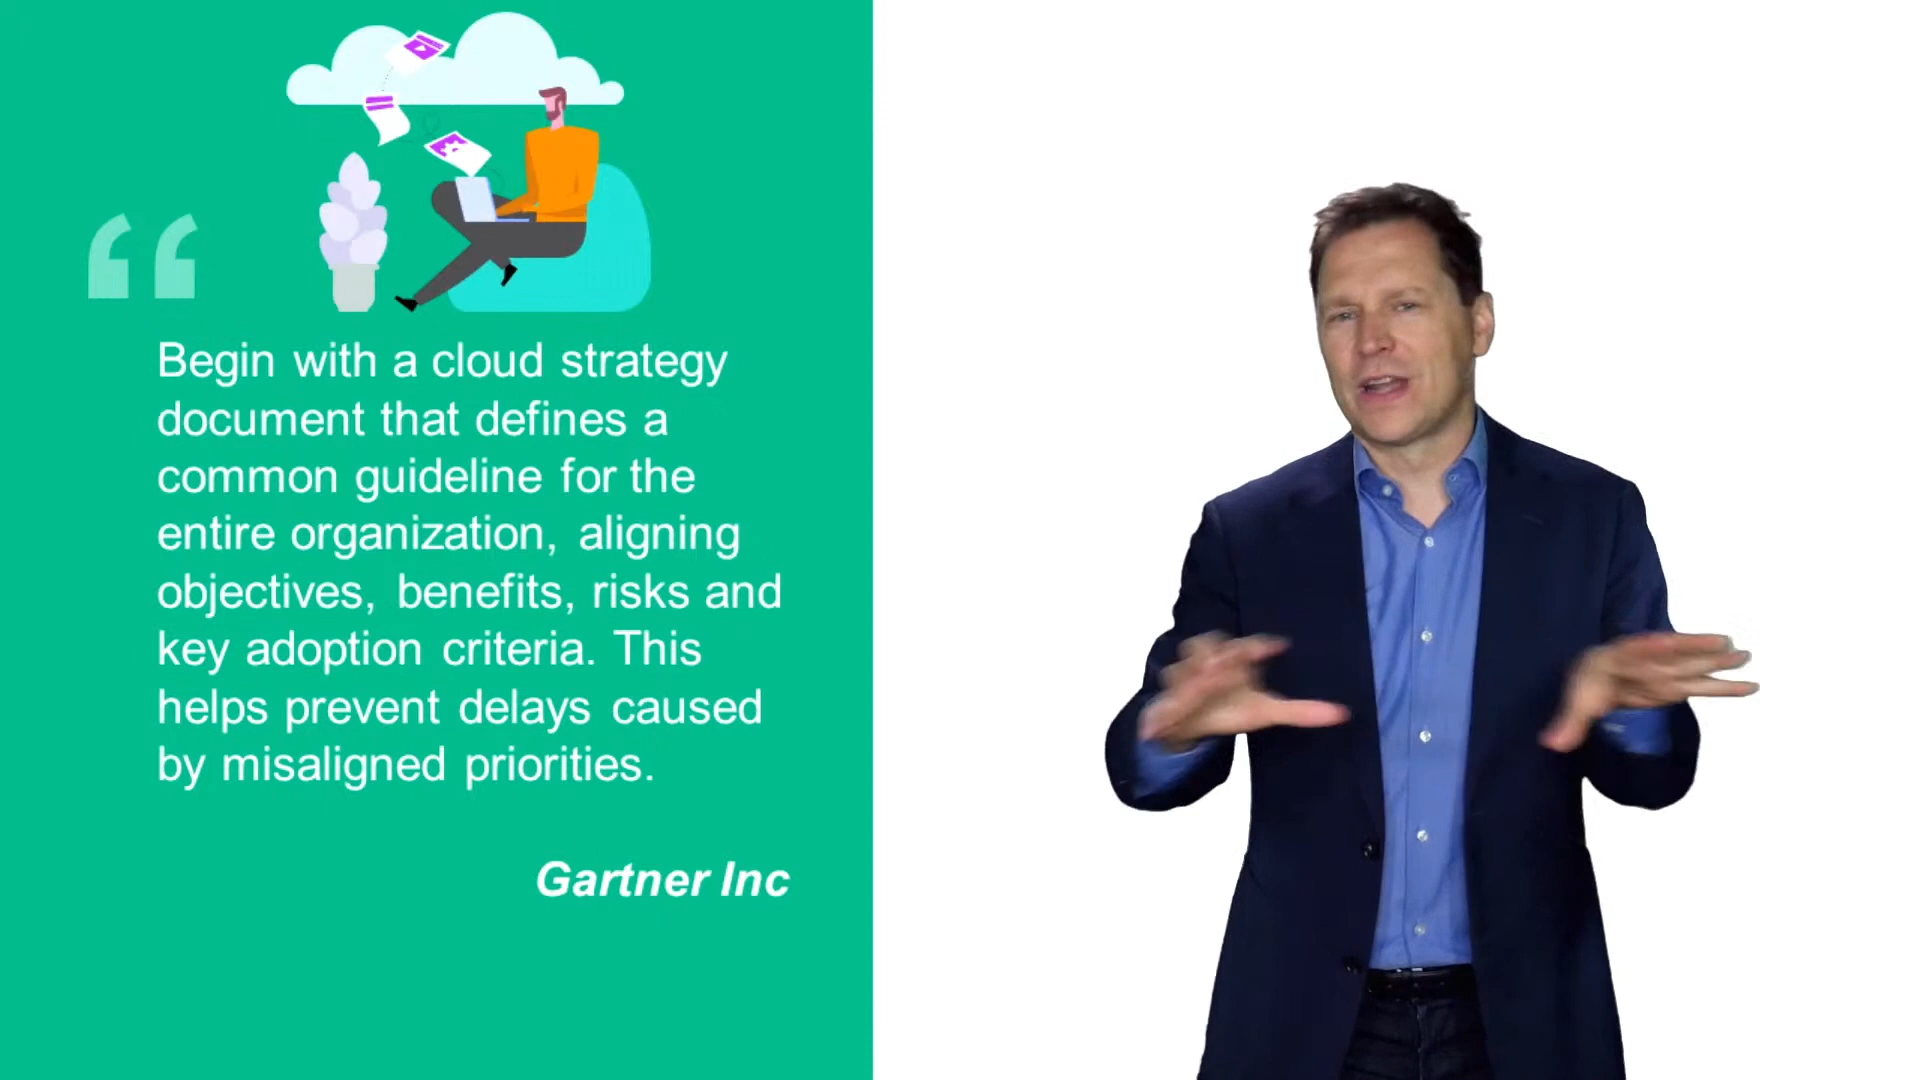 Begin with a cloud strategy
document that defines a
common guideline for the
entire organization, aligning
objectives, benefits, risks and
key adoption criteria. This
helps prevent delays caused
by misaligned priorities.
Gartner Inc